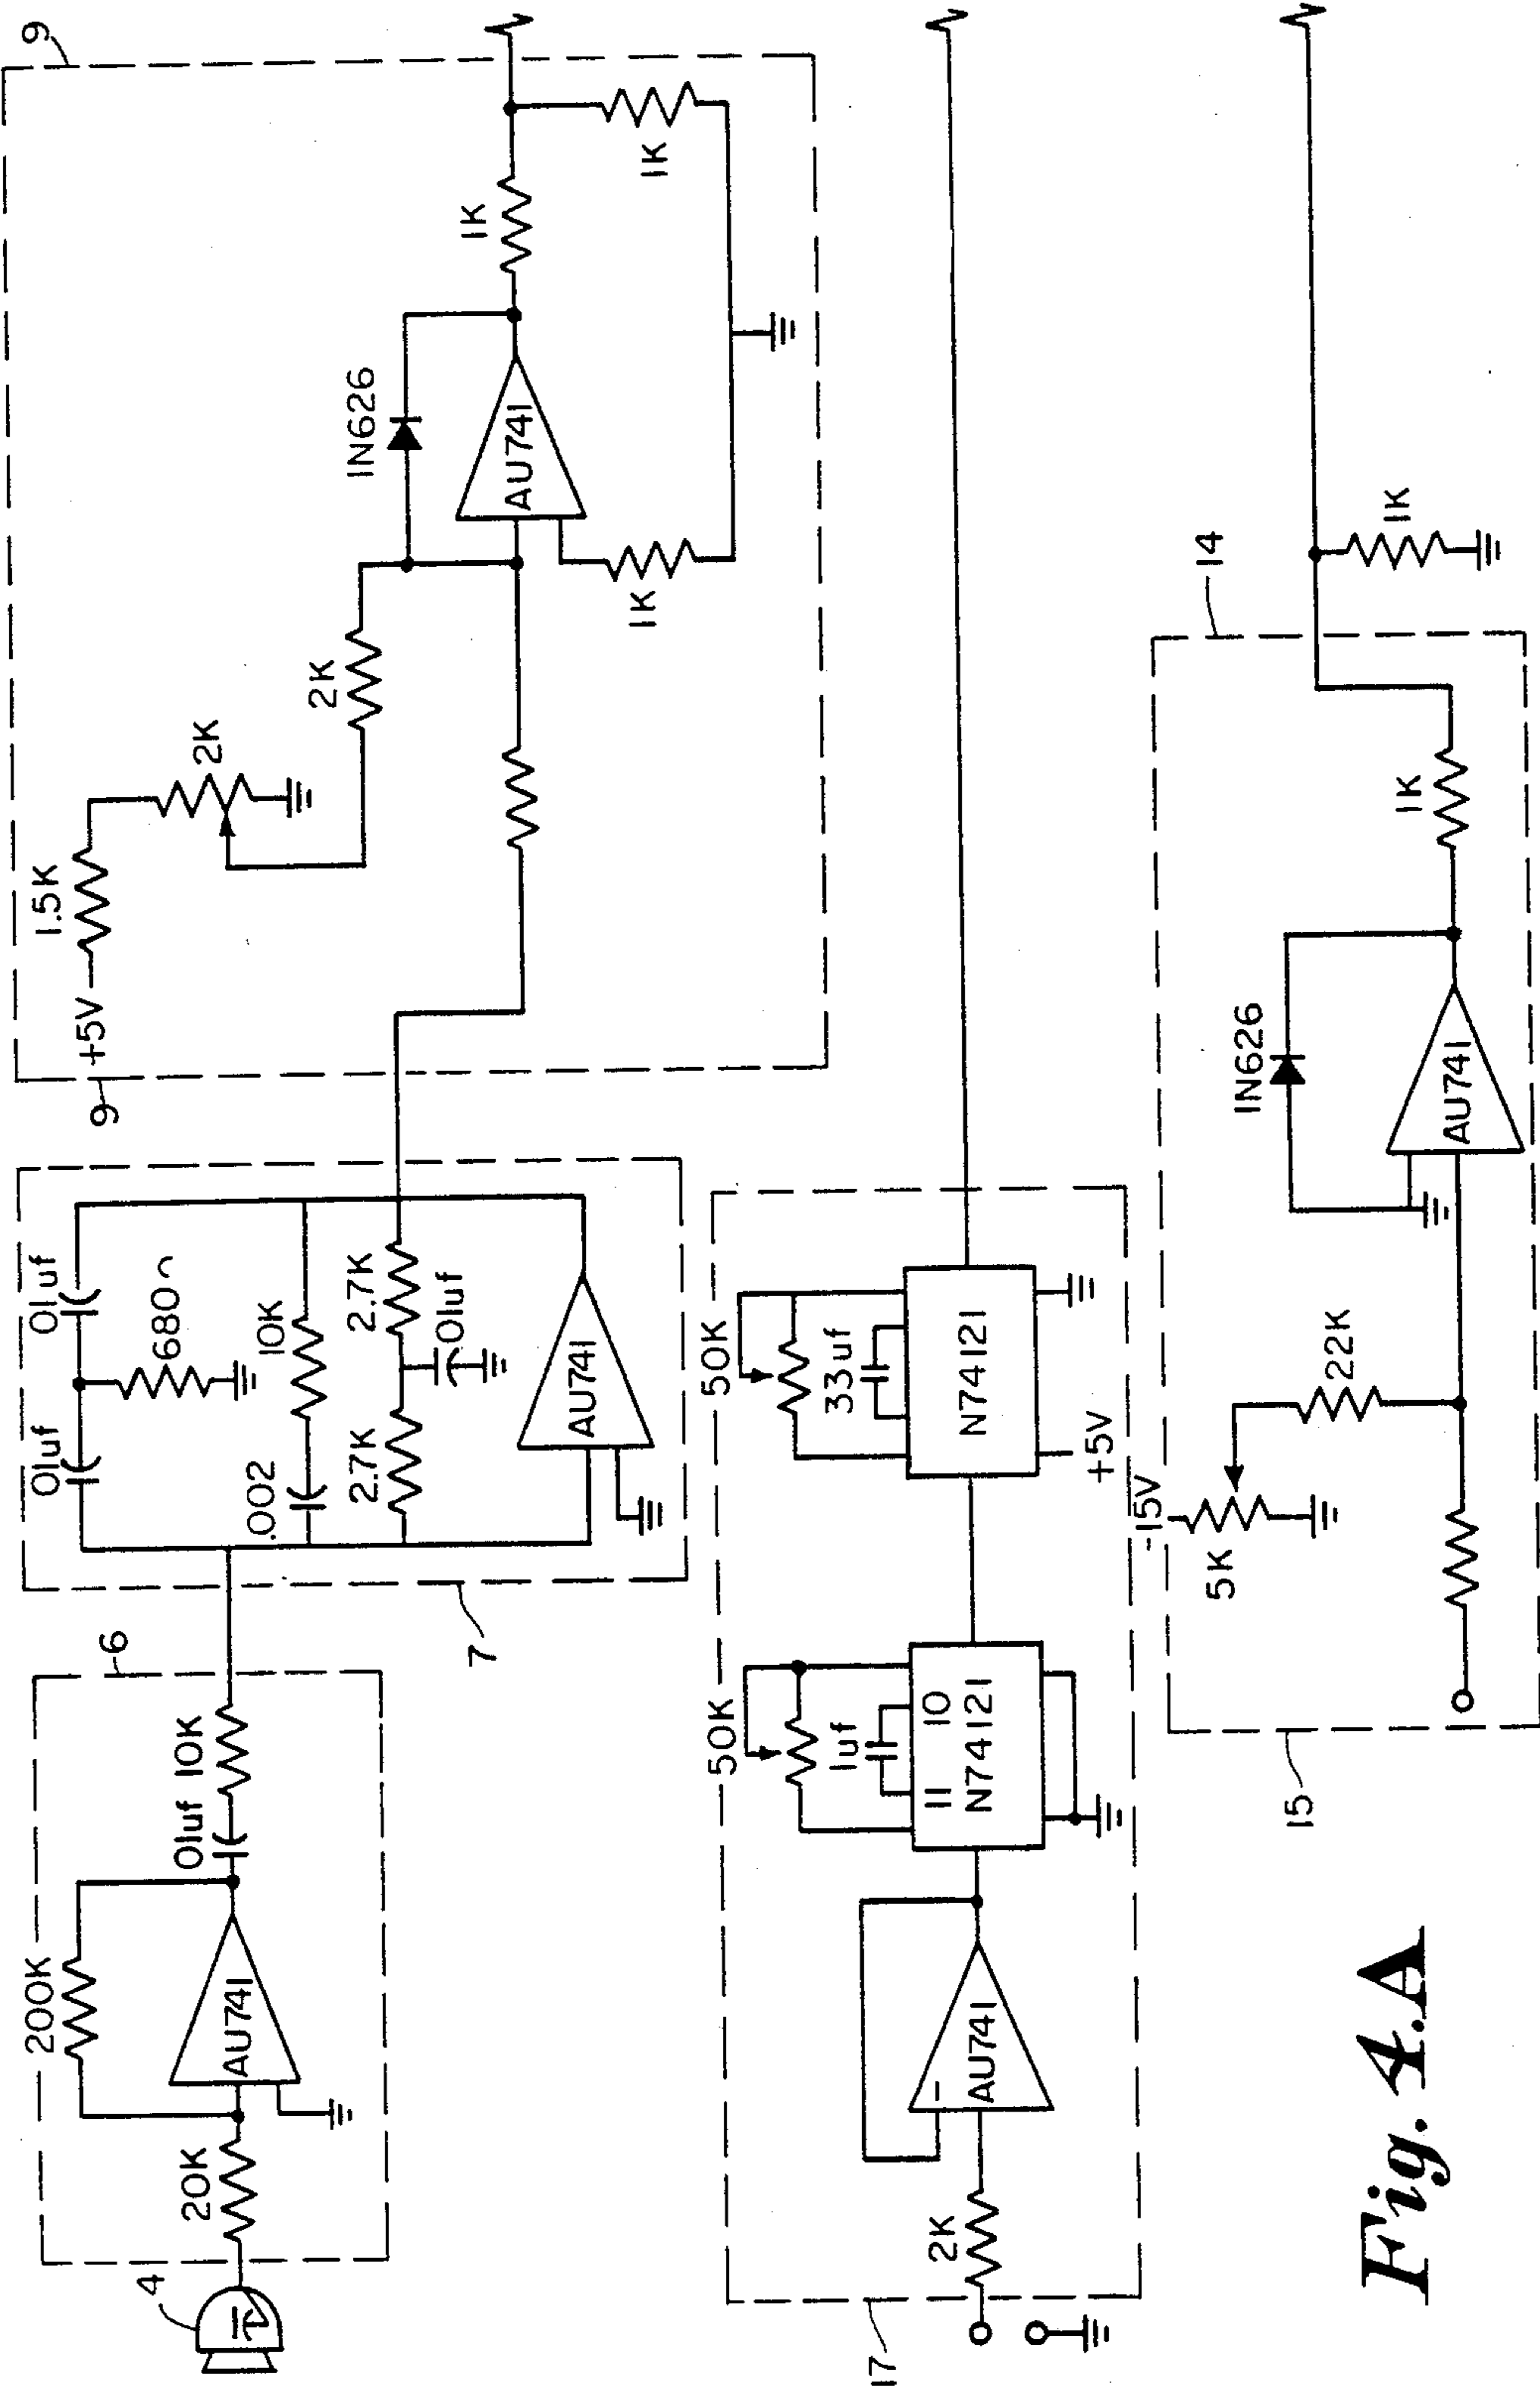 4
20K
200K
AU741
01uf
10K
6
01uf
01uf
680
.002
10K
2.7K
2.7K
.01uf
AU741
7
9
+5V
1.5K
2K
2K
1N626
AU741
1K
1K
1K
9
17
2K
–
AU741
50K
1uf
11
10
N74121
50K
33uf
N74121
+5V
15
5K
-15V
22K
1N626
AU741
1K
14
1K
Fig. 4.A